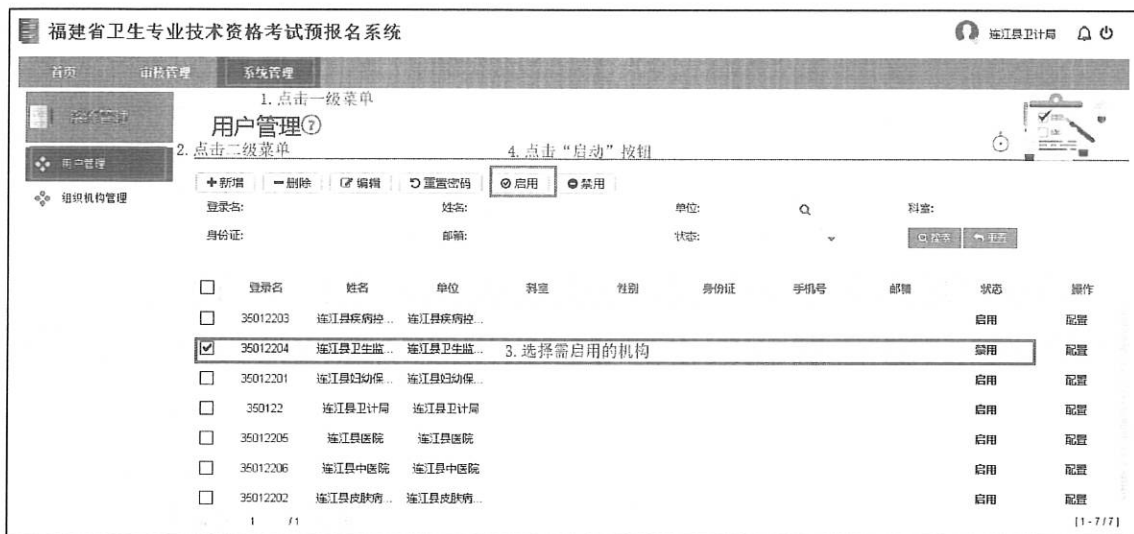 福建省卫生专业技术资格考试预报名系统
连江县卫计局
首页 审核管理 系统管理
1. 点击一级菜单
用户管理?
2. 点击二级菜单
4. 点击“启动”按钮
用户管理
组织机构管理
+新增 -删除 编辑 重置密码 启用 禁用
登录名: 姓名: 单位: 科室:
身份证: 邮箱: 状态: 搜索 重置
登录名 姓名 单位 科室 性别 身份证 手机号 邮箱 状态 操作
35012203 连江县疾病控... 连江县疾病控... 启用 配置
35012204 连江县卫生监... 连江县卫生监... 3. 选择需启用的机构 禁用 配置
35012201 连江县妇幼保... 连江县妇幼保... 启用 配置
350122 连江县卫计局 连江县卫计局 启用 配置
35012205 连江县医院 连江县医院 启用 配置
35012206 连江县中医院 连江县中医院 启用 配置
35012202 连江县皮肤病... 连江县皮肤病... 启用 配置
1 /1 [1-7/7]